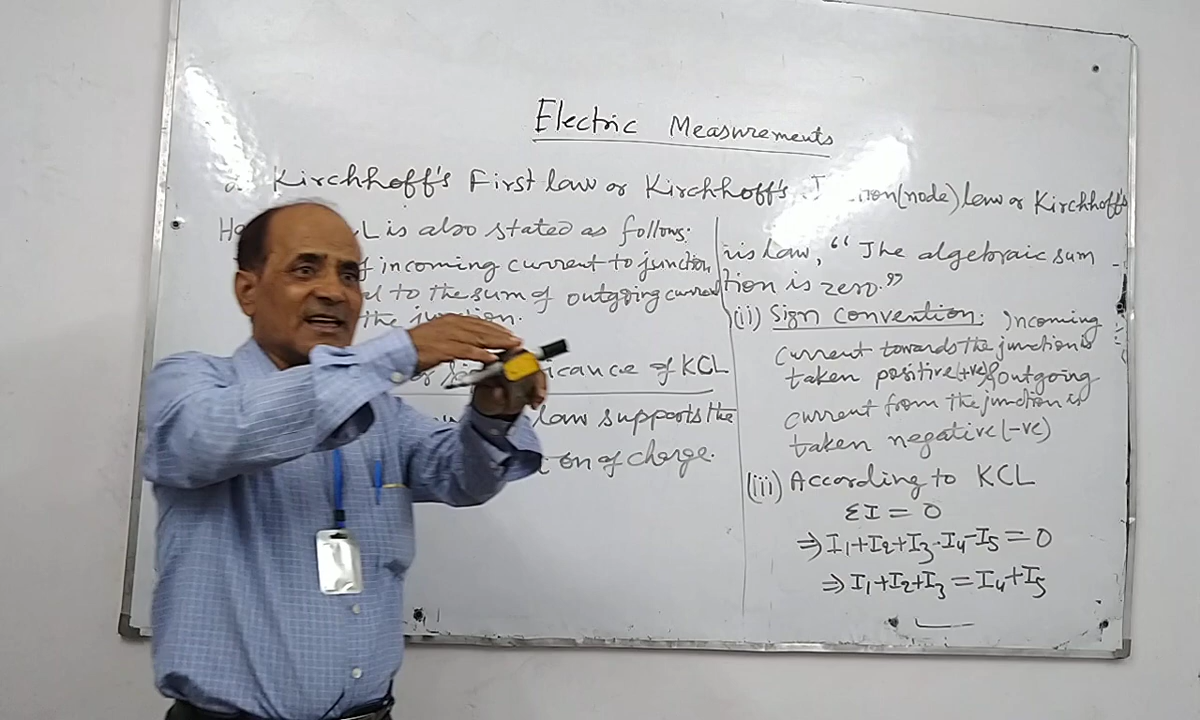 Electric Measurements
Kirchhoff's First law or Kirchhoff's (node) law or Kirchhoff's
L is also stated as follows:
incoming current to junction
to the sum of outgoing current
the junction.
of KCL
law supports the
of charge.
law, "The algebraic sum
is zero."
(ii) Sign Convention: Incoming
current towards the junction is
taken positive(+ve) & outgoing
current from the junction is
taken negative(-ve)
(iii) According to KCL
ΣI = 0
⇒ I₁+I₂+I₃-I₄-I₅ = 0
⇒ I₁+I₂+I₃ = I₄+I₅